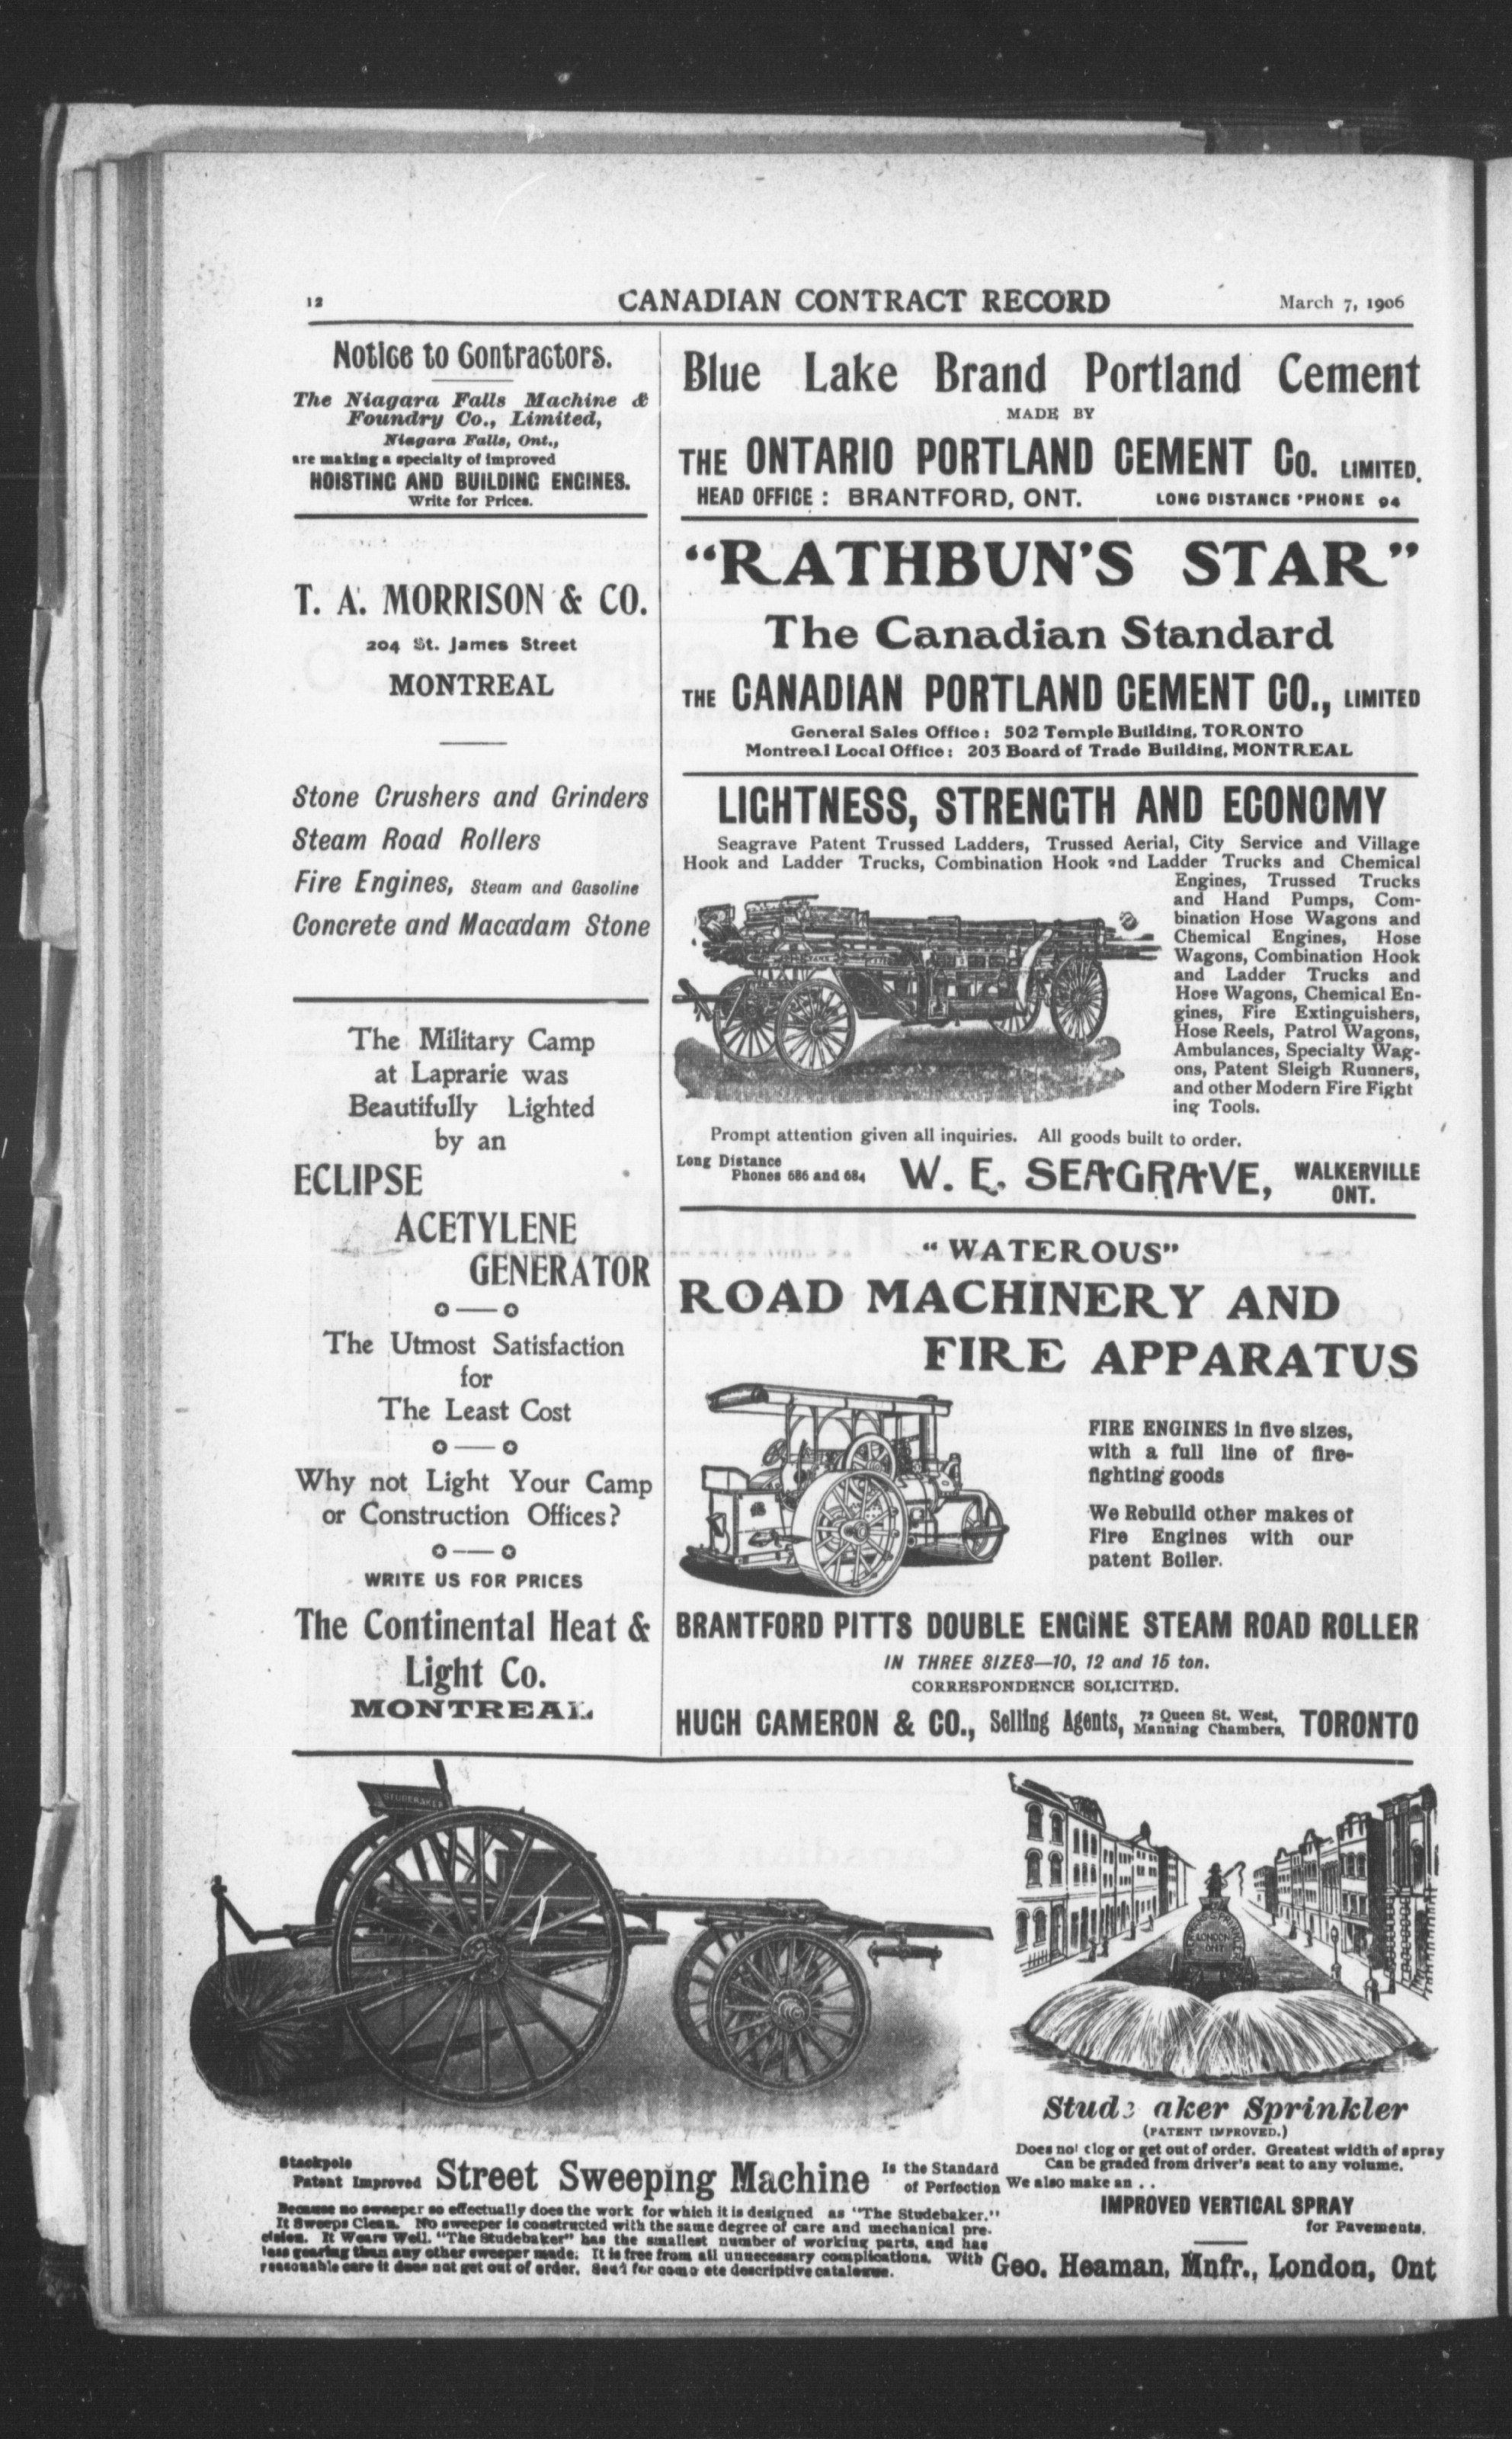 12
CANADIAN CONTRACT RECORD
March 7, 1906
Notice to Contractors.
The Niagara Falls Machine &
Foundry Co., Limited,
Niagara Falls, Ont.,
are making a specialty of improved
HOISTING AND BUILDING ENGINES.
Write for Prices.
T. A. MORRISON & CO.
204 St. James Street
MONTREAL
Stone Crushers and Grinders
Steam Road Rollers
Fire Engines, Steam and Gasoline
Concrete and Macadam Stone
The Military Camp
at Laprarie was
Beautifully Lighted
by an
ECLIPSE
ACETYLENE
GENERATOR
The Utmost Satisfaction
for
The Least Cost
Why not Light Your Camp
or Construction Offices?
WRITE US FOR PRICES
The Continental Heat &
Light Co.
MONTREAL
Blue Lake Brand Portland Cement
MADE BY
THE ONTARIO PORTLAND CEMENT Co. LIMITED.
HEAD OFFICE : BRANTFORD, ONT. LONG DISTANCE 'PHONE 94
"RATHBUN'S STAR"
The Canadian Standard
THE CANADIAN PORTLAND CEMENT CO., LIMITED
General Sales Office: 502 Temple Building, TORONTO
Montreal Local Office: 203 Board of Trade Building, MONTREAL
LIGHTNESS, STRENGTH AND ECONOMY
Seagrave Patent Trussed Ladders, Trussed Aerial, City Service and Village
Hook and Ladder Trucks, Combination Hook and Ladder Trucks and Chemical
Engines, Trussed Trucks
and Hand Pumps, Com-
bination Hose Wagons and
Chemical Engines, Hose
Wagons, Combination Hook
and Ladder Trucks and
Hose Wagons, Chemical En-
gines, Fire Extinguishers,
Hose Reels, Patrol Wagons,
Ambulances, Specialty Wag-
ons, Patent Sleigh Runners,
and other Modern Fire Fight
ing Tools.
Prompt attention given all inquiries. All goods built to order.
Long Distance
Phones 686 and 684
W. E. SEAGRAVE,
WALKERVILLE
ONT.
"WATEROUS"
ROAD MACHINERY AND
FIRE APPARATUS
FIRE ENGINES in five sizes,
with a full line of fire-
fighting goods
We Rebuild other makes of
Fire Engines with our
patent Boiler.
BRANTFORD PITTS DOUBLE ENGINE STEAM ROAD ROLLER
IN THREE SIZES—10, 12 and 15 ton.
CORRESPONDENCE SOLICITED.
HUGH CAMERON & CO., Selling Agents, 72 Queen St. West, Manning Chambers, TORONTO
STUDEBAKER
LONDON
ONT
Stackpole
Patent Improved
Street Sweeping Machine
Is the Standard
of Perfection
Because no sweeper so effectually does the work for which it is designed as "The Studebaker."
It Sweeps Clean. No sweeper is constructed with the same degree of care and mechanical pre-
cision. It Wears Well. "The Studebaker" has the smallest number of working parts, and has
less gearing than any other sweeper made. It is free from all unnecessary complications. With
reasonable care it does not get out of order. Send for complete descriptive catalogue.
Stud aker Sprinkler
(PATENT IMPROVED.)
Does not clog or get out of order. Greatest width of spray
Can be graded from driver's seat to any volume.
We also make an . .
IMPROVED VERTICAL SPRAY
for Pavements.
Geo. Heaman, Mnfr., London, Ont